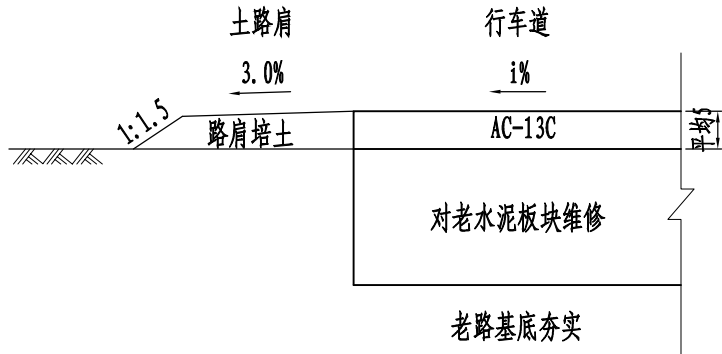 土路肩
行车道
3.0%
i%
1:1.5
路肩培土
AC-13C
平均5
对老水泥板块维修
老路基底夯实